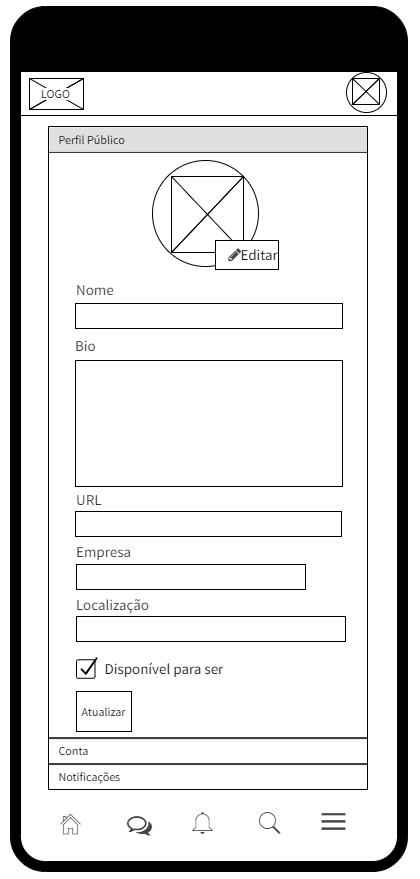 LOGO
Perfil Público
Editar
Nome
Bio
URL
Empresa
Localização
Disponível para ser
Atualizar
Conta
Notificações